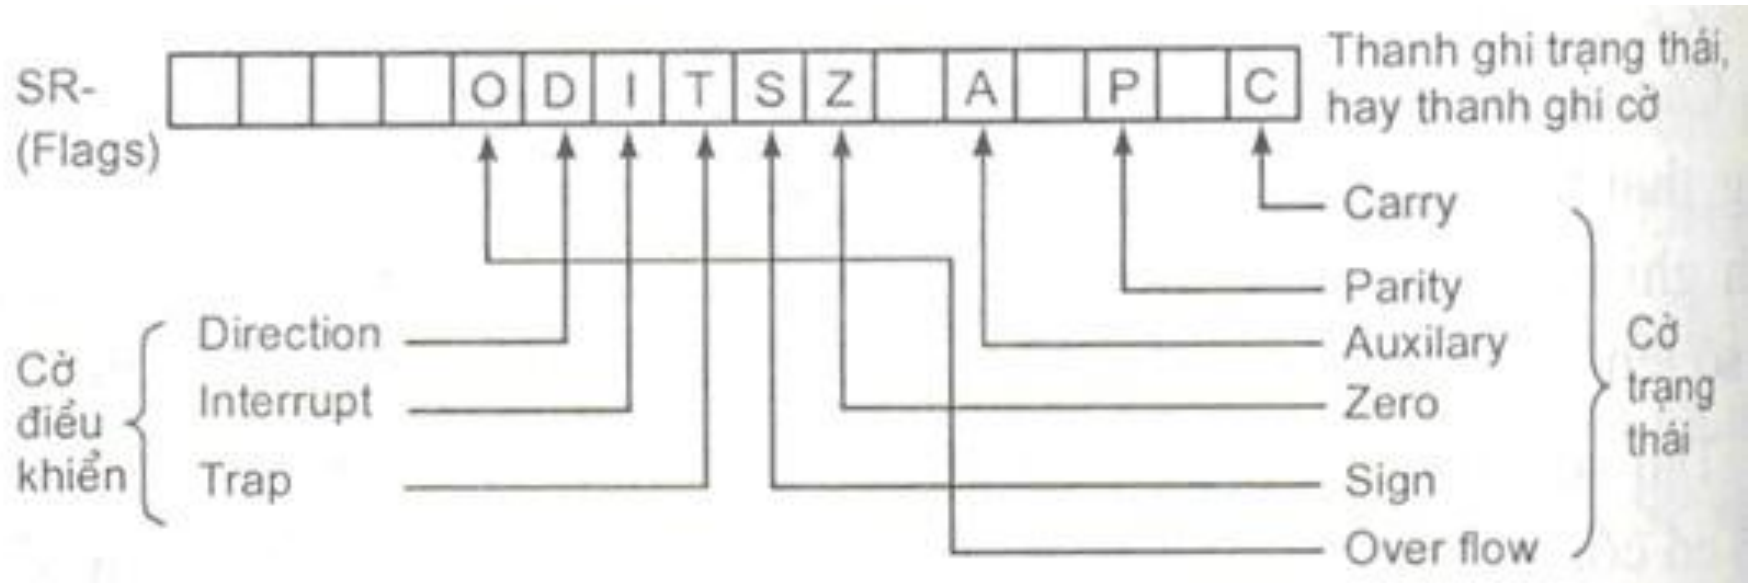 SR-
(Flags)
O D I T S Z A P C
Thanh ghi trạng thái,
hay thanh ghi cờ
Carry
Parity
Auxilary
Zero
Sign
Over flow
Cờ
trạng
thái
Direction
Interrupt
Trap
Cờ
điều
khiển